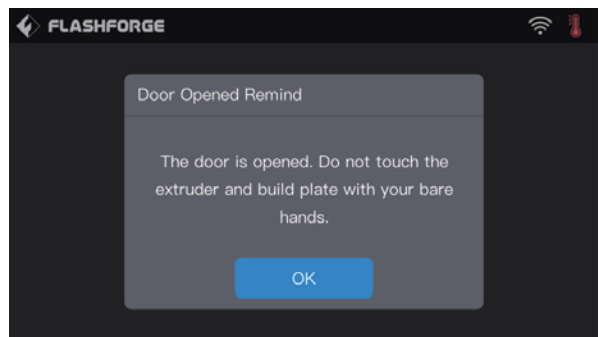 FLASHFORGE
Door Opened Remind
The door is opened. Do not touch the
extruder and build plate with your bare
hands.
OK